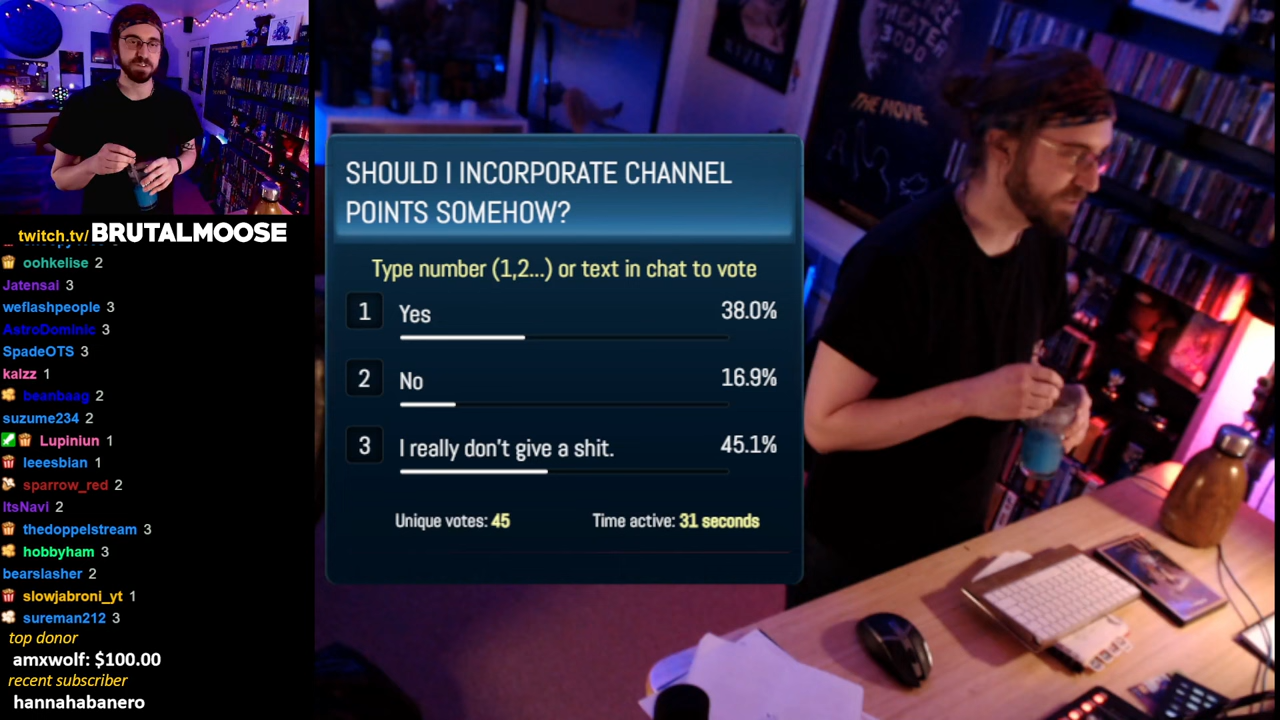 twitch.tv/BRUTALMOOSE
oohkelise 2
Jatensai 3
weflashpeople 3
AstroDominic 3
SpadeOTS 3
kalzz 1
beanbaag 2
suzume234 2
Lupiniun 1
leeesbian 1
sparrow_red 2
ItsNavi 2
thedoppelstream 3
hobbyham 3
bearslasher 2
slowjabroni_yt 1
sureman212 3
top donor
amxwolf: $100.00
recent subscriber
hannahabanero
SHOULD I INCORPORATE CHANNEL
POINTS SOMEHOW?
Type number (1,2...) or text in chat to vote
1 Yes 38.0%
2 No 16.9%
3 I really don't give a shit. 45.1%
Unique votes: 45 Time active: 31 seconds
THEATER
3000
THE MOVIE